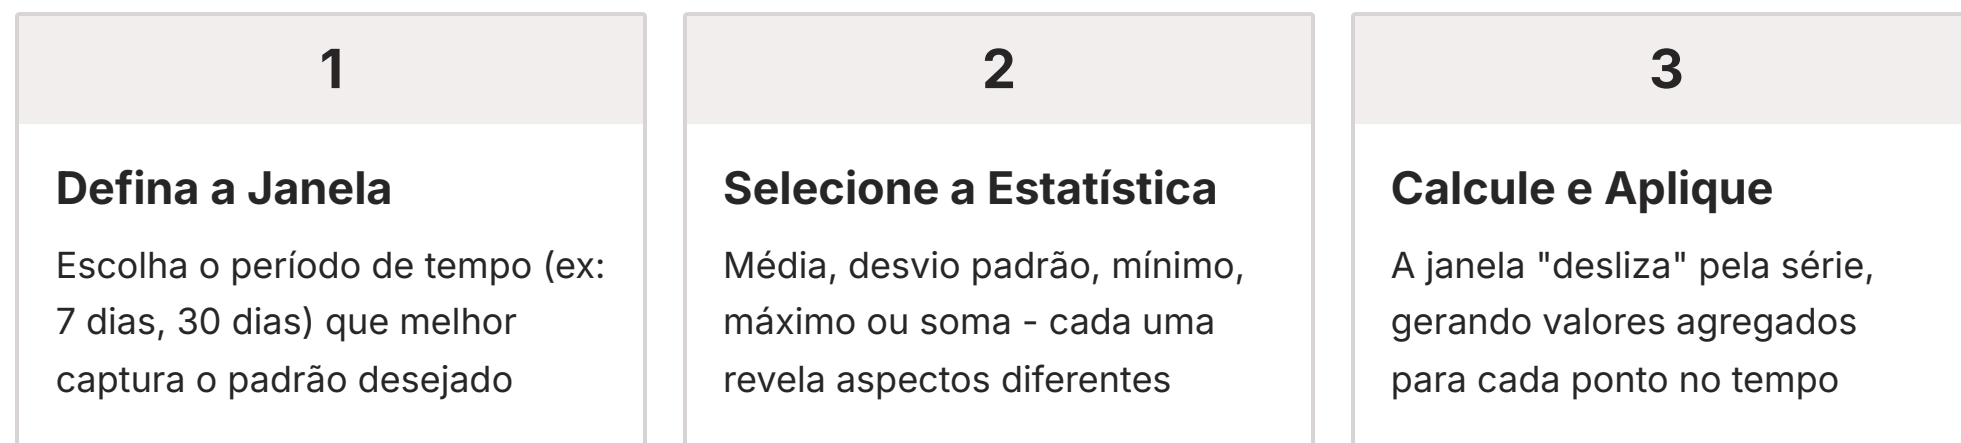 1
Defina a Janela
Escolha o período de tempo (ex:
7 dias, 30 dias) que melhor
captura o padrão desejado
2
Selecione a Estatística
Média, desvio padrão, mínimo,
máximo ou soma - cada uma
revela aspectos diferentes
3
Calcule e Aplique
A janela "desliza" pela série,
gerando valores agregados
para cada ponto no tempo